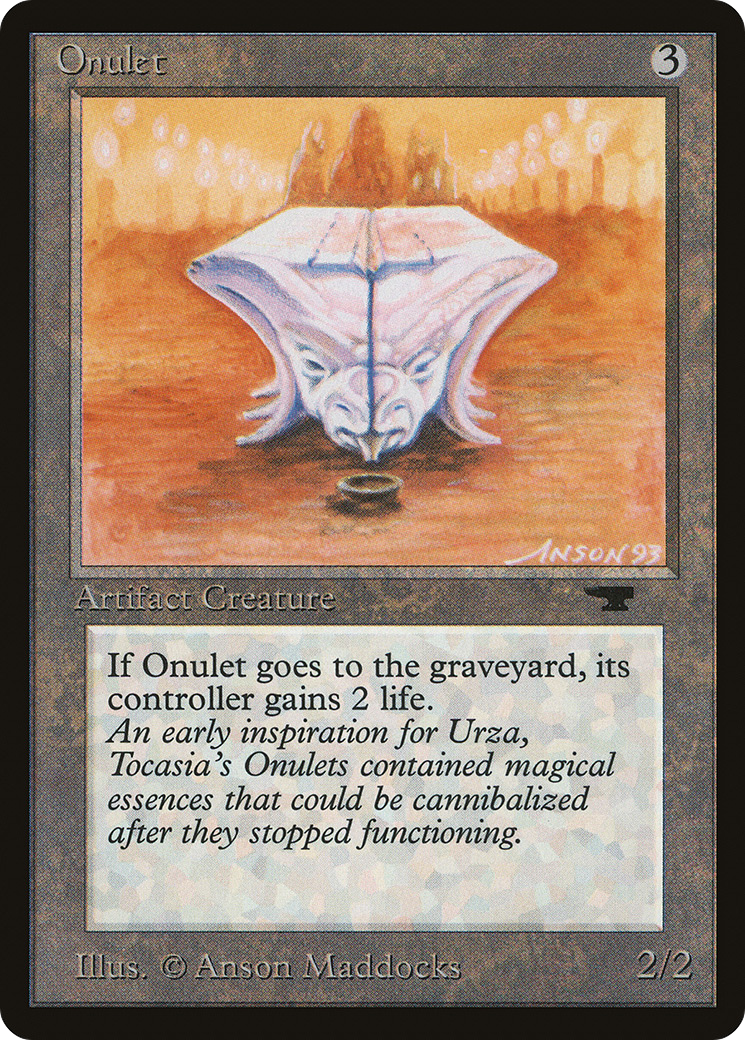 Onulet
3
ANSON 93
Artifact Creature
If Onulet goes to the graveyard, its
controller gains 2 life.
An early inspiration for Urza,
Tocasia's Onulets contained magical
essences that could be cannibalized
after they stopped functioning.
Illus. © Anson Maddocks
2/2